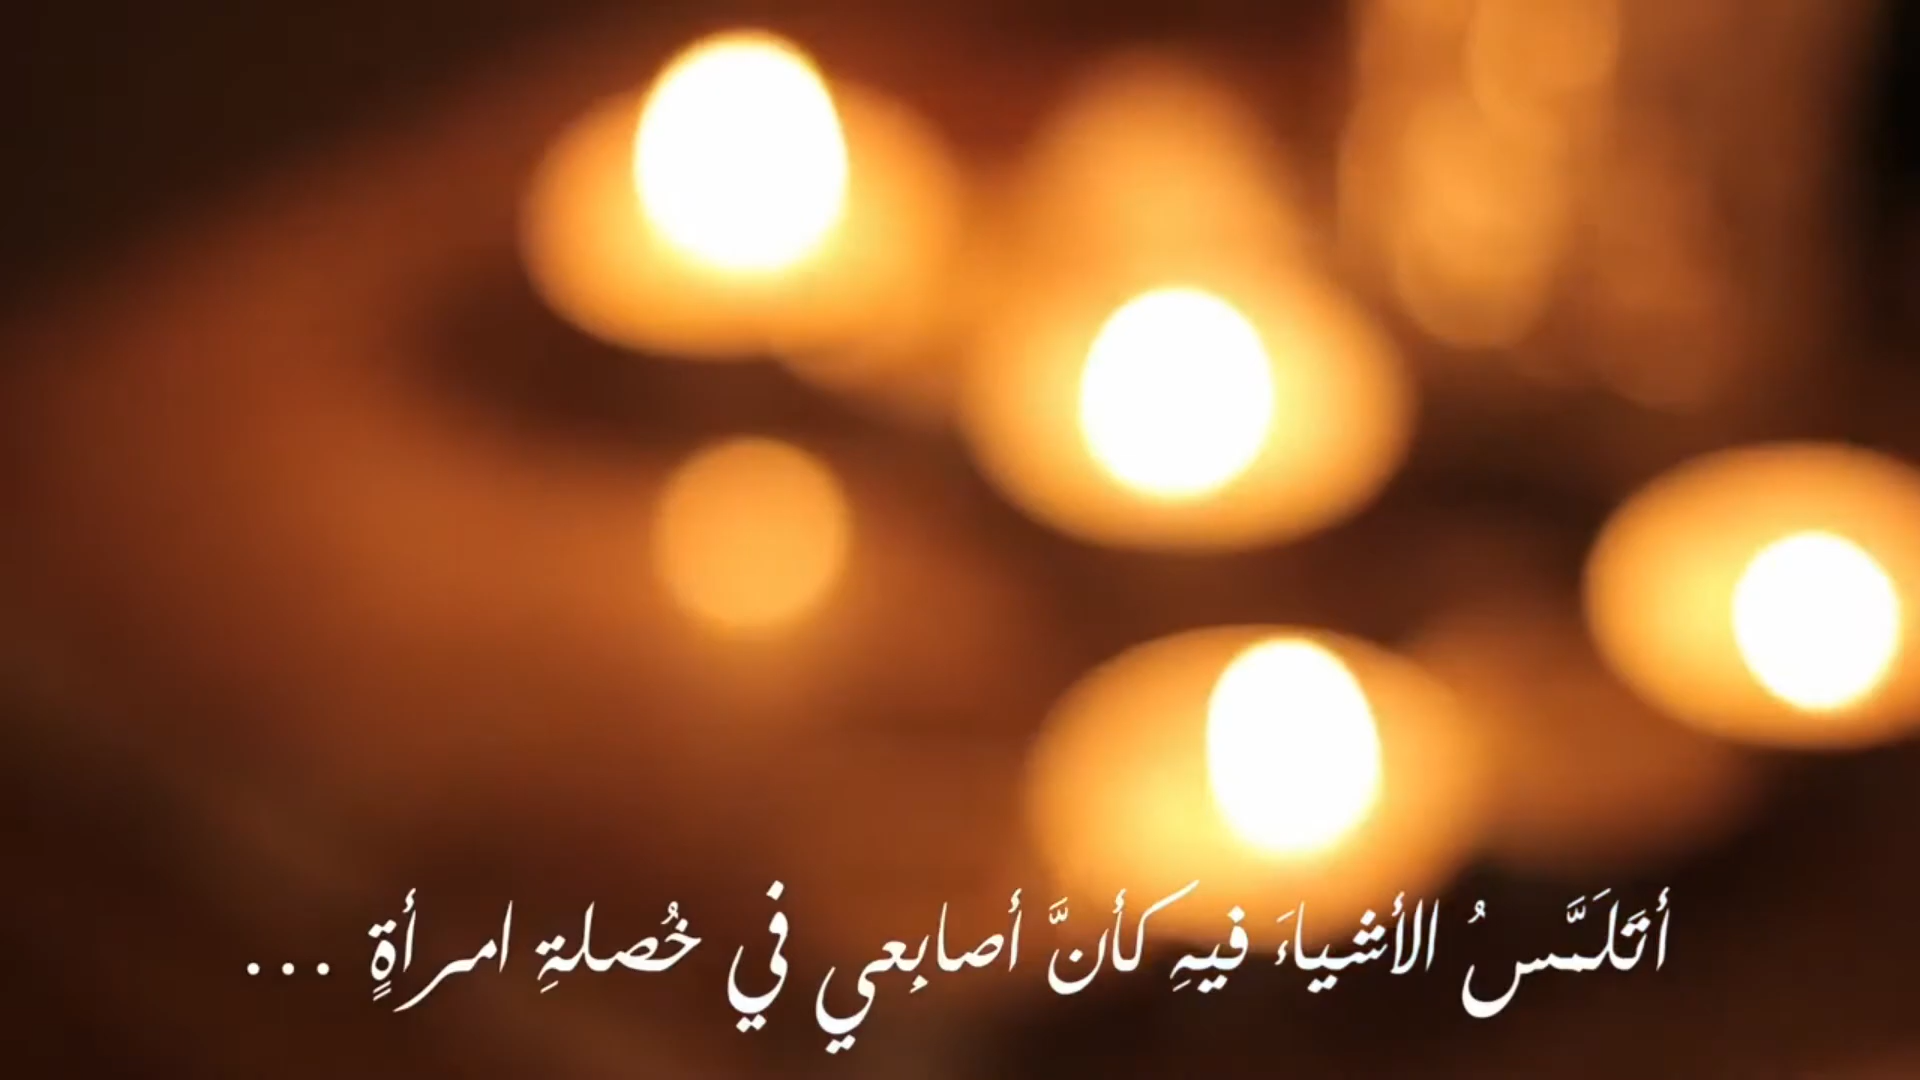 أتَلَمَّسُ الأشياءَ فيهِ كأنَّ أصابِعي في خُصلةِ امرأةٍ ...